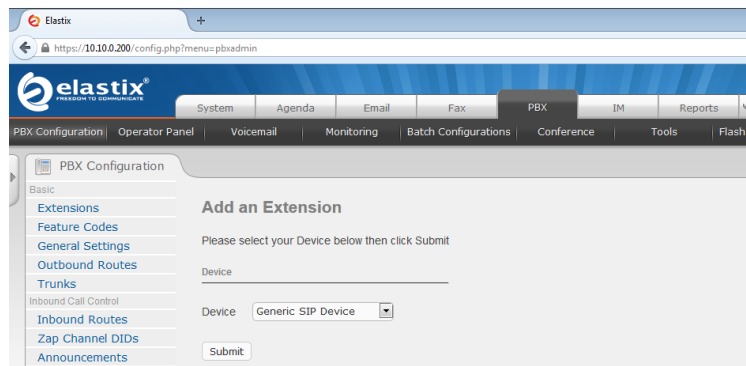 Elastix
https://10.10.0.200/config.php?menu=pbxadmin
elastix®
FREEDOM TO COMMUNICATE
System Agenda Email Fax PBX IM Reports
PBX Configuration Operator Panel Voicemail Monitoring Batch Configurations Conference Tools Flash
PBX Configuration
Basic
Extensions
Feature Codes
General Settings
Outbound Routes
Trunks
Inbound Call Control
Inbound Routes
Zap Channel DIDs
Announcements
Add an Extension
Please select your Device below then click Submit
Device
Device Generic SIP Device
Submit